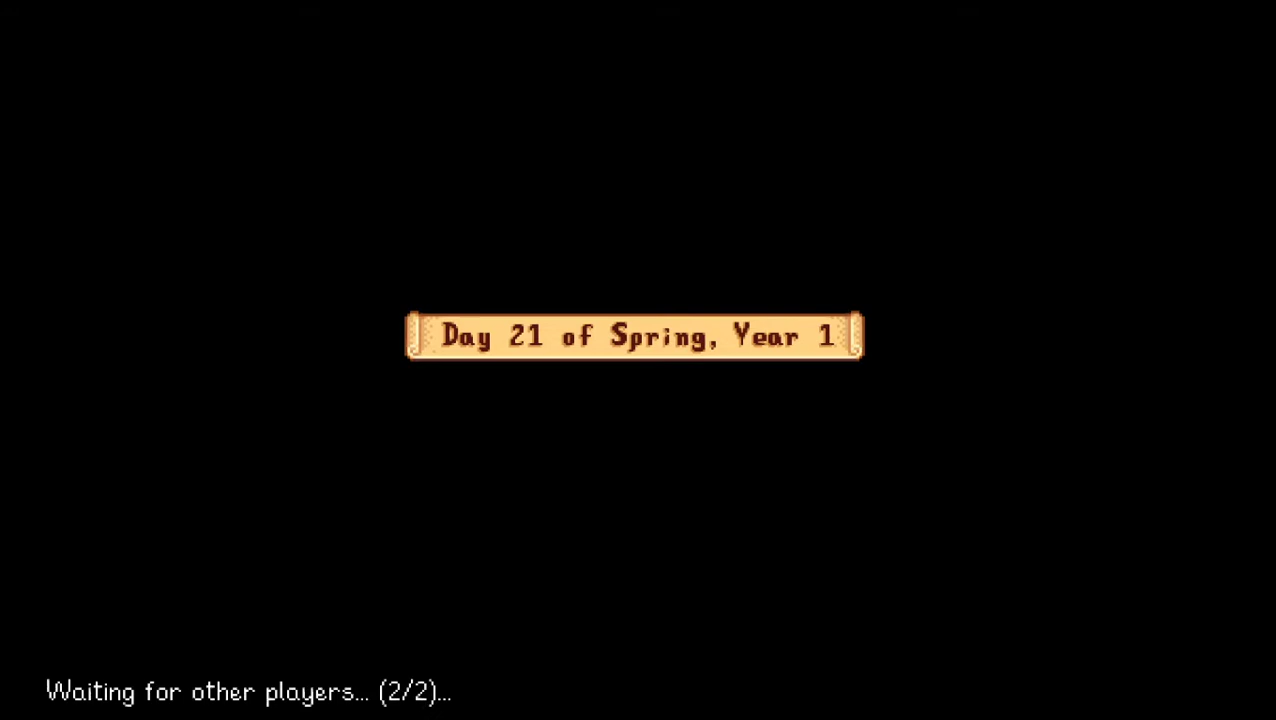 Day 21 of Spring, Year 1
Waiting for other players... (2/2)...